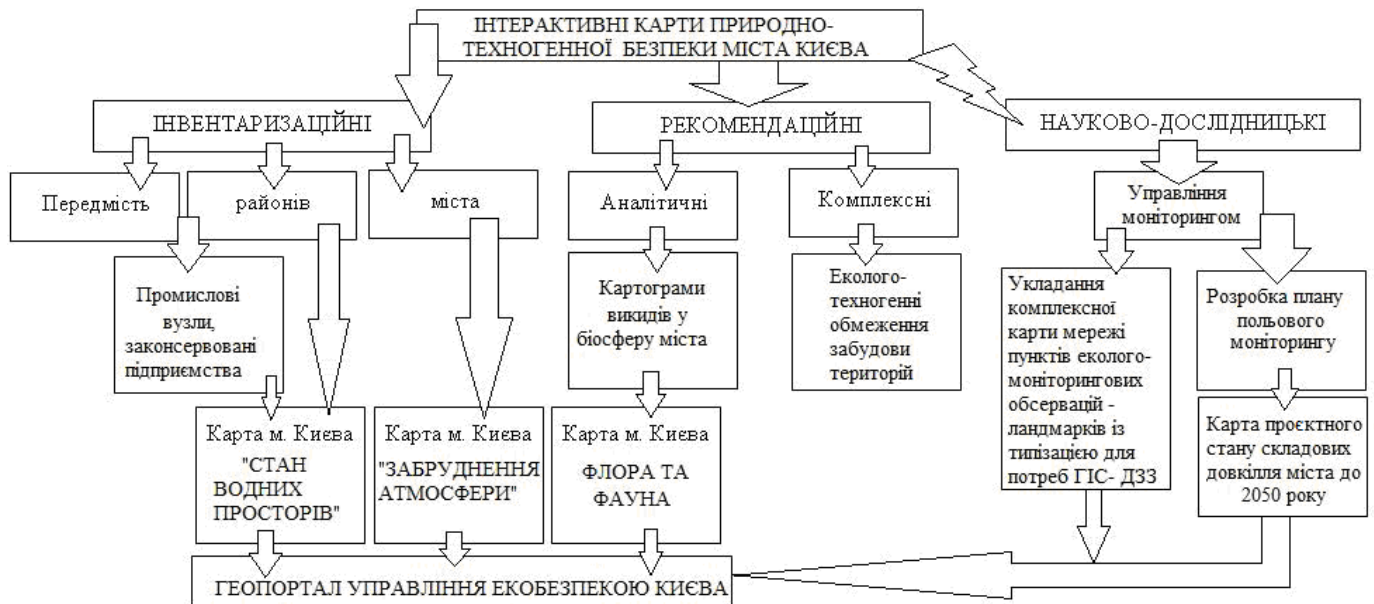 ІНТЕРАКТИВНІ КАРТИ ПРИРОДНО-
ТЕХНОГЕННОЇ БЕЗПЕКИ МІСТА КИЄВА
ІНВЕНТАРИЗАЦІЙНІ
РЕКОМЕНДАЦІЙНІ
НАУКОВО-ДОСЛІДНИЦЬКІ
Передмість
районів
міста
Аналітичні
Комплексні
Управління
моніторингом
Промислові
вузли,
законсервовані
підприємства
Картограми
викидів у
біосферу міста
Еколого-
техногенні
обмеження
забудови
територій
Укладання
комплексної
карти мережі
пунктів еколого-
моніторингових
обсервацій -
ландмарків із
типізацією для
потреб ГІС- ДЗЗ
Розробка плану
польового
моніторингу
Карта м. Києва
"СТАН
ВОДНИХ
ПРОСТОРІВ"
Карта м. Києва
"ЗАБРУДНЕННЯ
АТМОСФЕРИ"
Карта м. Києва
ФЛОРА ТА
ФАУНА
Карта проєктного
стану складових
довкілля міста до
2050 року
ГЕОПОРТАЛ УПРАВЛІННЯ ЕКОБЕЗПЕКОЮ КИЄВА